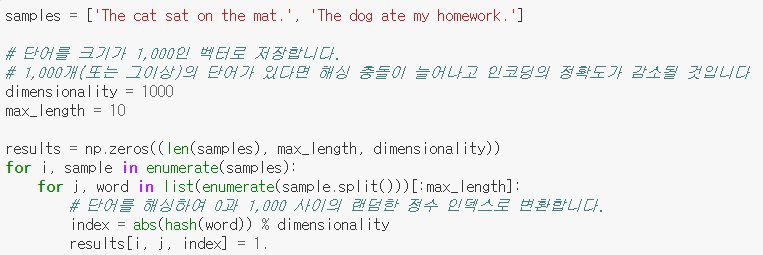 samples = ['The cat sat on the mat.', 'The dog ate my homework.']
# 단어를 크기가 1,000인 벡터로 저장합니다.
# 1,000개(또는 그이상)의 단어가 있다면 해싱 충돌이 늘어나고 인코딩의 정확도가 감소될 것입니다
dimensionality = 1000
max_length = 10
results = np.zeros((len(samples), max_length, dimensionality))
for i, sample in enumerate(samples):
    for j, word in list(enumerate(sample.split()))[:max_length]:
        # 단어를 해싱하여 0과 1,000 사이의 랜덤한 정수 인덱스로 변환합니다.
        index = abs(hash(word)) % dimensionality
        results[i, j, index] = 1.